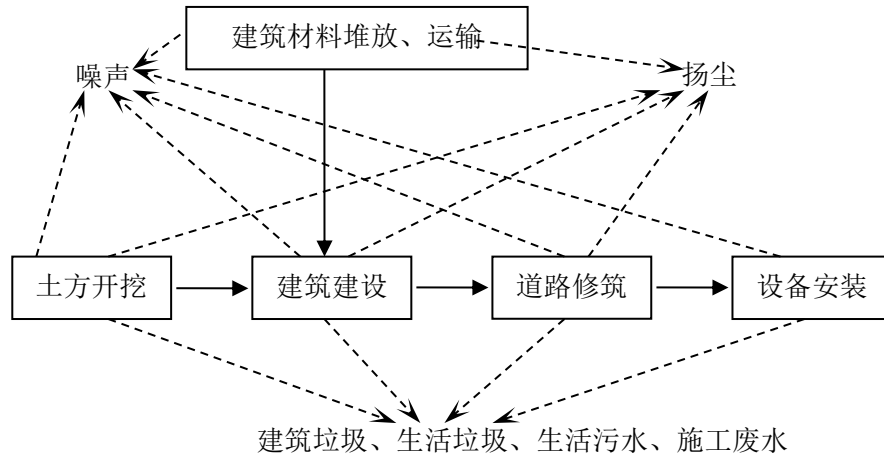 建筑材料堆放、运输
噪声
扬尘
土方开挖
建筑建设
道路修筑
设备安装
建筑垃圾、生活垃圾、生活污水、施工废水